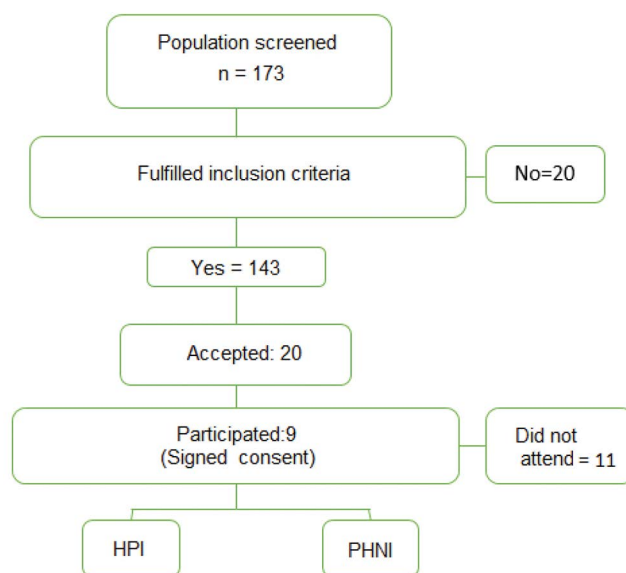 Population screened
n = 173
Fulfilled inclusion criteria
No=20
Yes = 143
Accepted: 20
Participated:9
(Signed consent)
Did not
attend = 11
HPI
PHNI